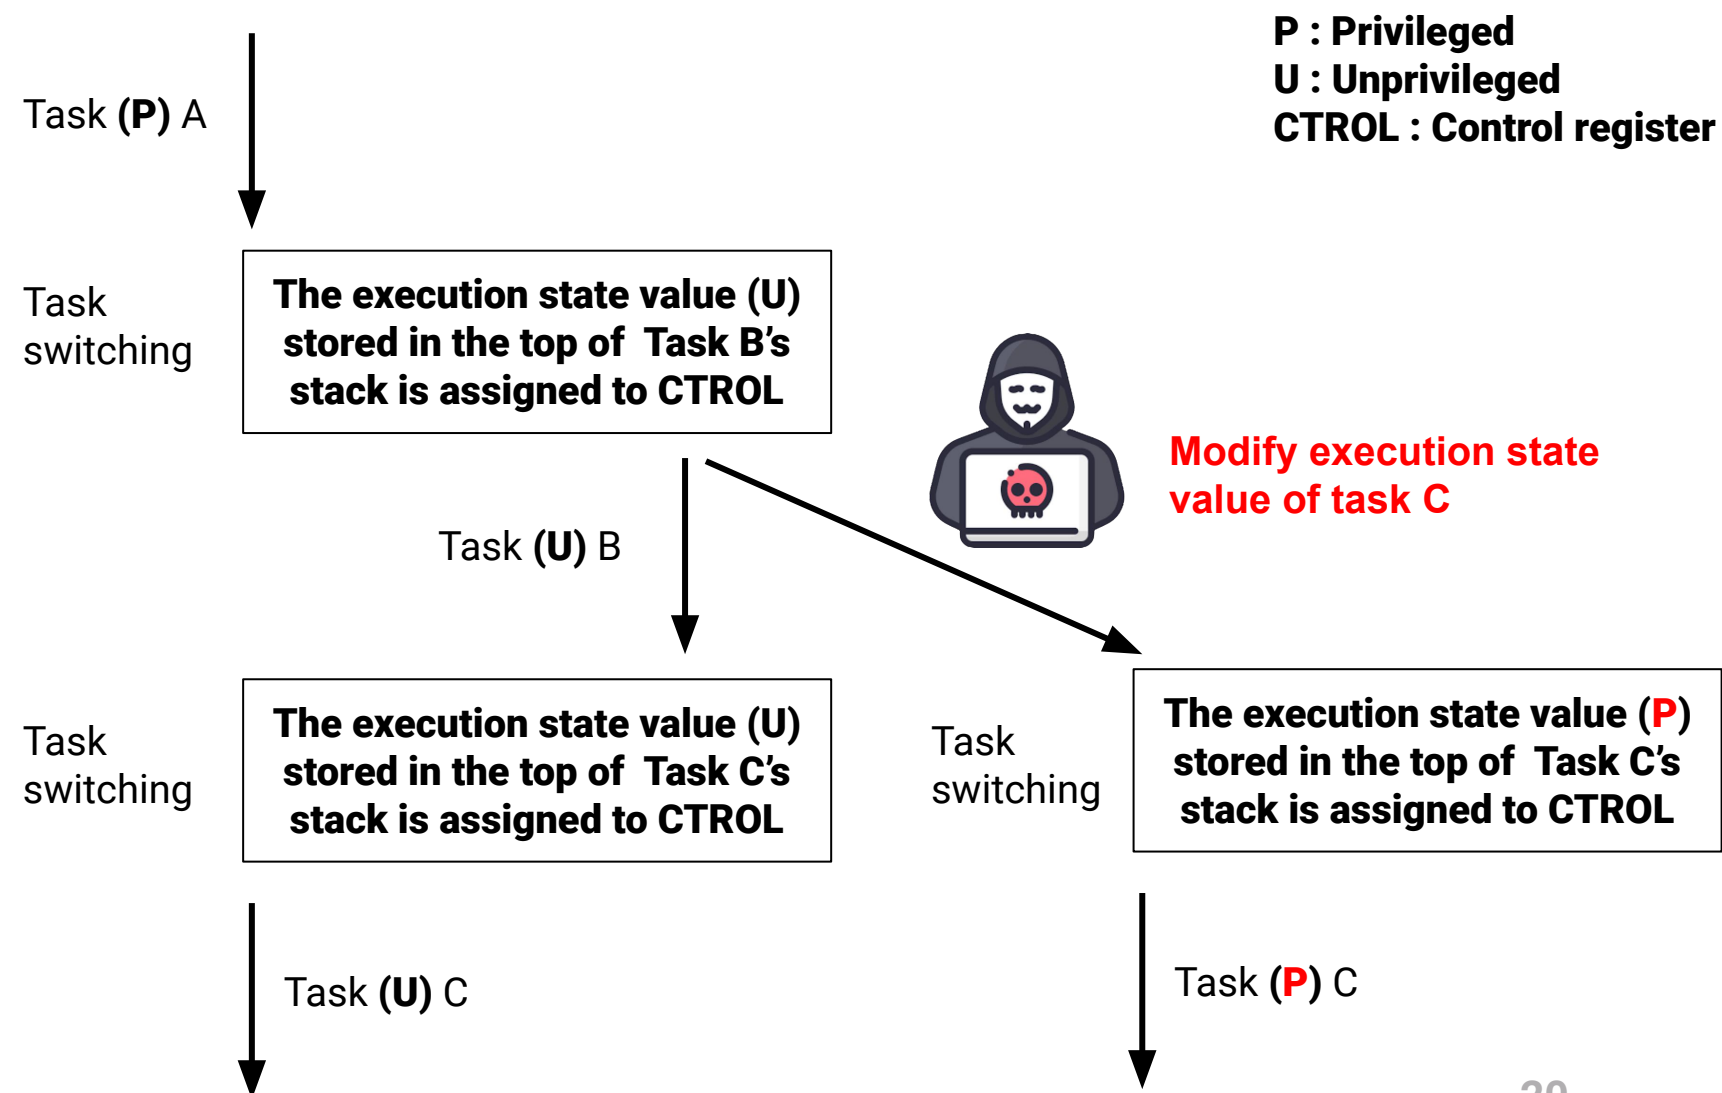 P : Privileged
U : Unprivileged
CTROL : Control register
Task (P) A
Task
switching
The execution state value (U)
stored in the top of Task B’s
stack is assigned to CTROL
Modify execution state
value of task C
Task (U) B
Task
switching
The execution state value (U)
stored in the top of Task C’s
stack is assigned to CTROL
Task
switching
The execution state value (P)
stored in the top of Task C’s
stack is assigned to CTROL
Task (U) C
Task (P) C